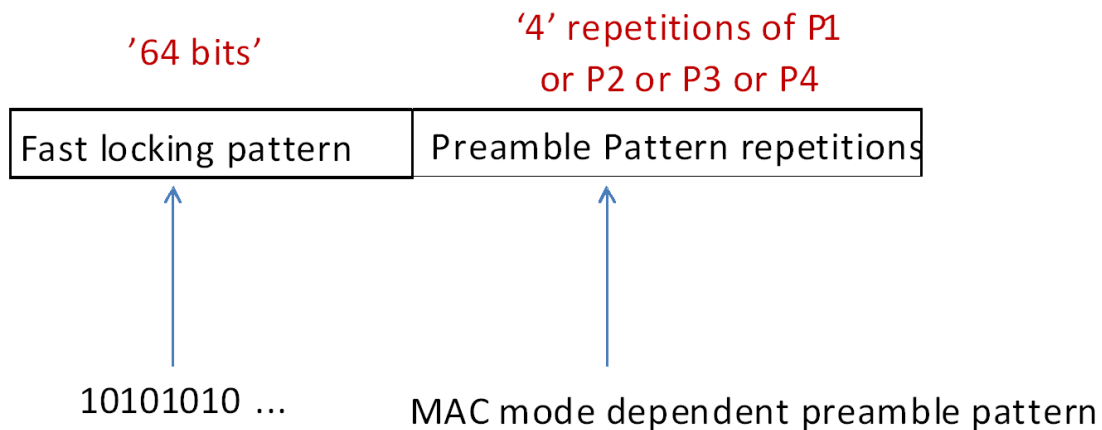 ’64 bits’
‘4’ repetitions of P1
or P2 or P3 or P4
Fast locking pattern
Preamble Pattern repetitions
10101010 ...
MAC mode dependent preamble pattern